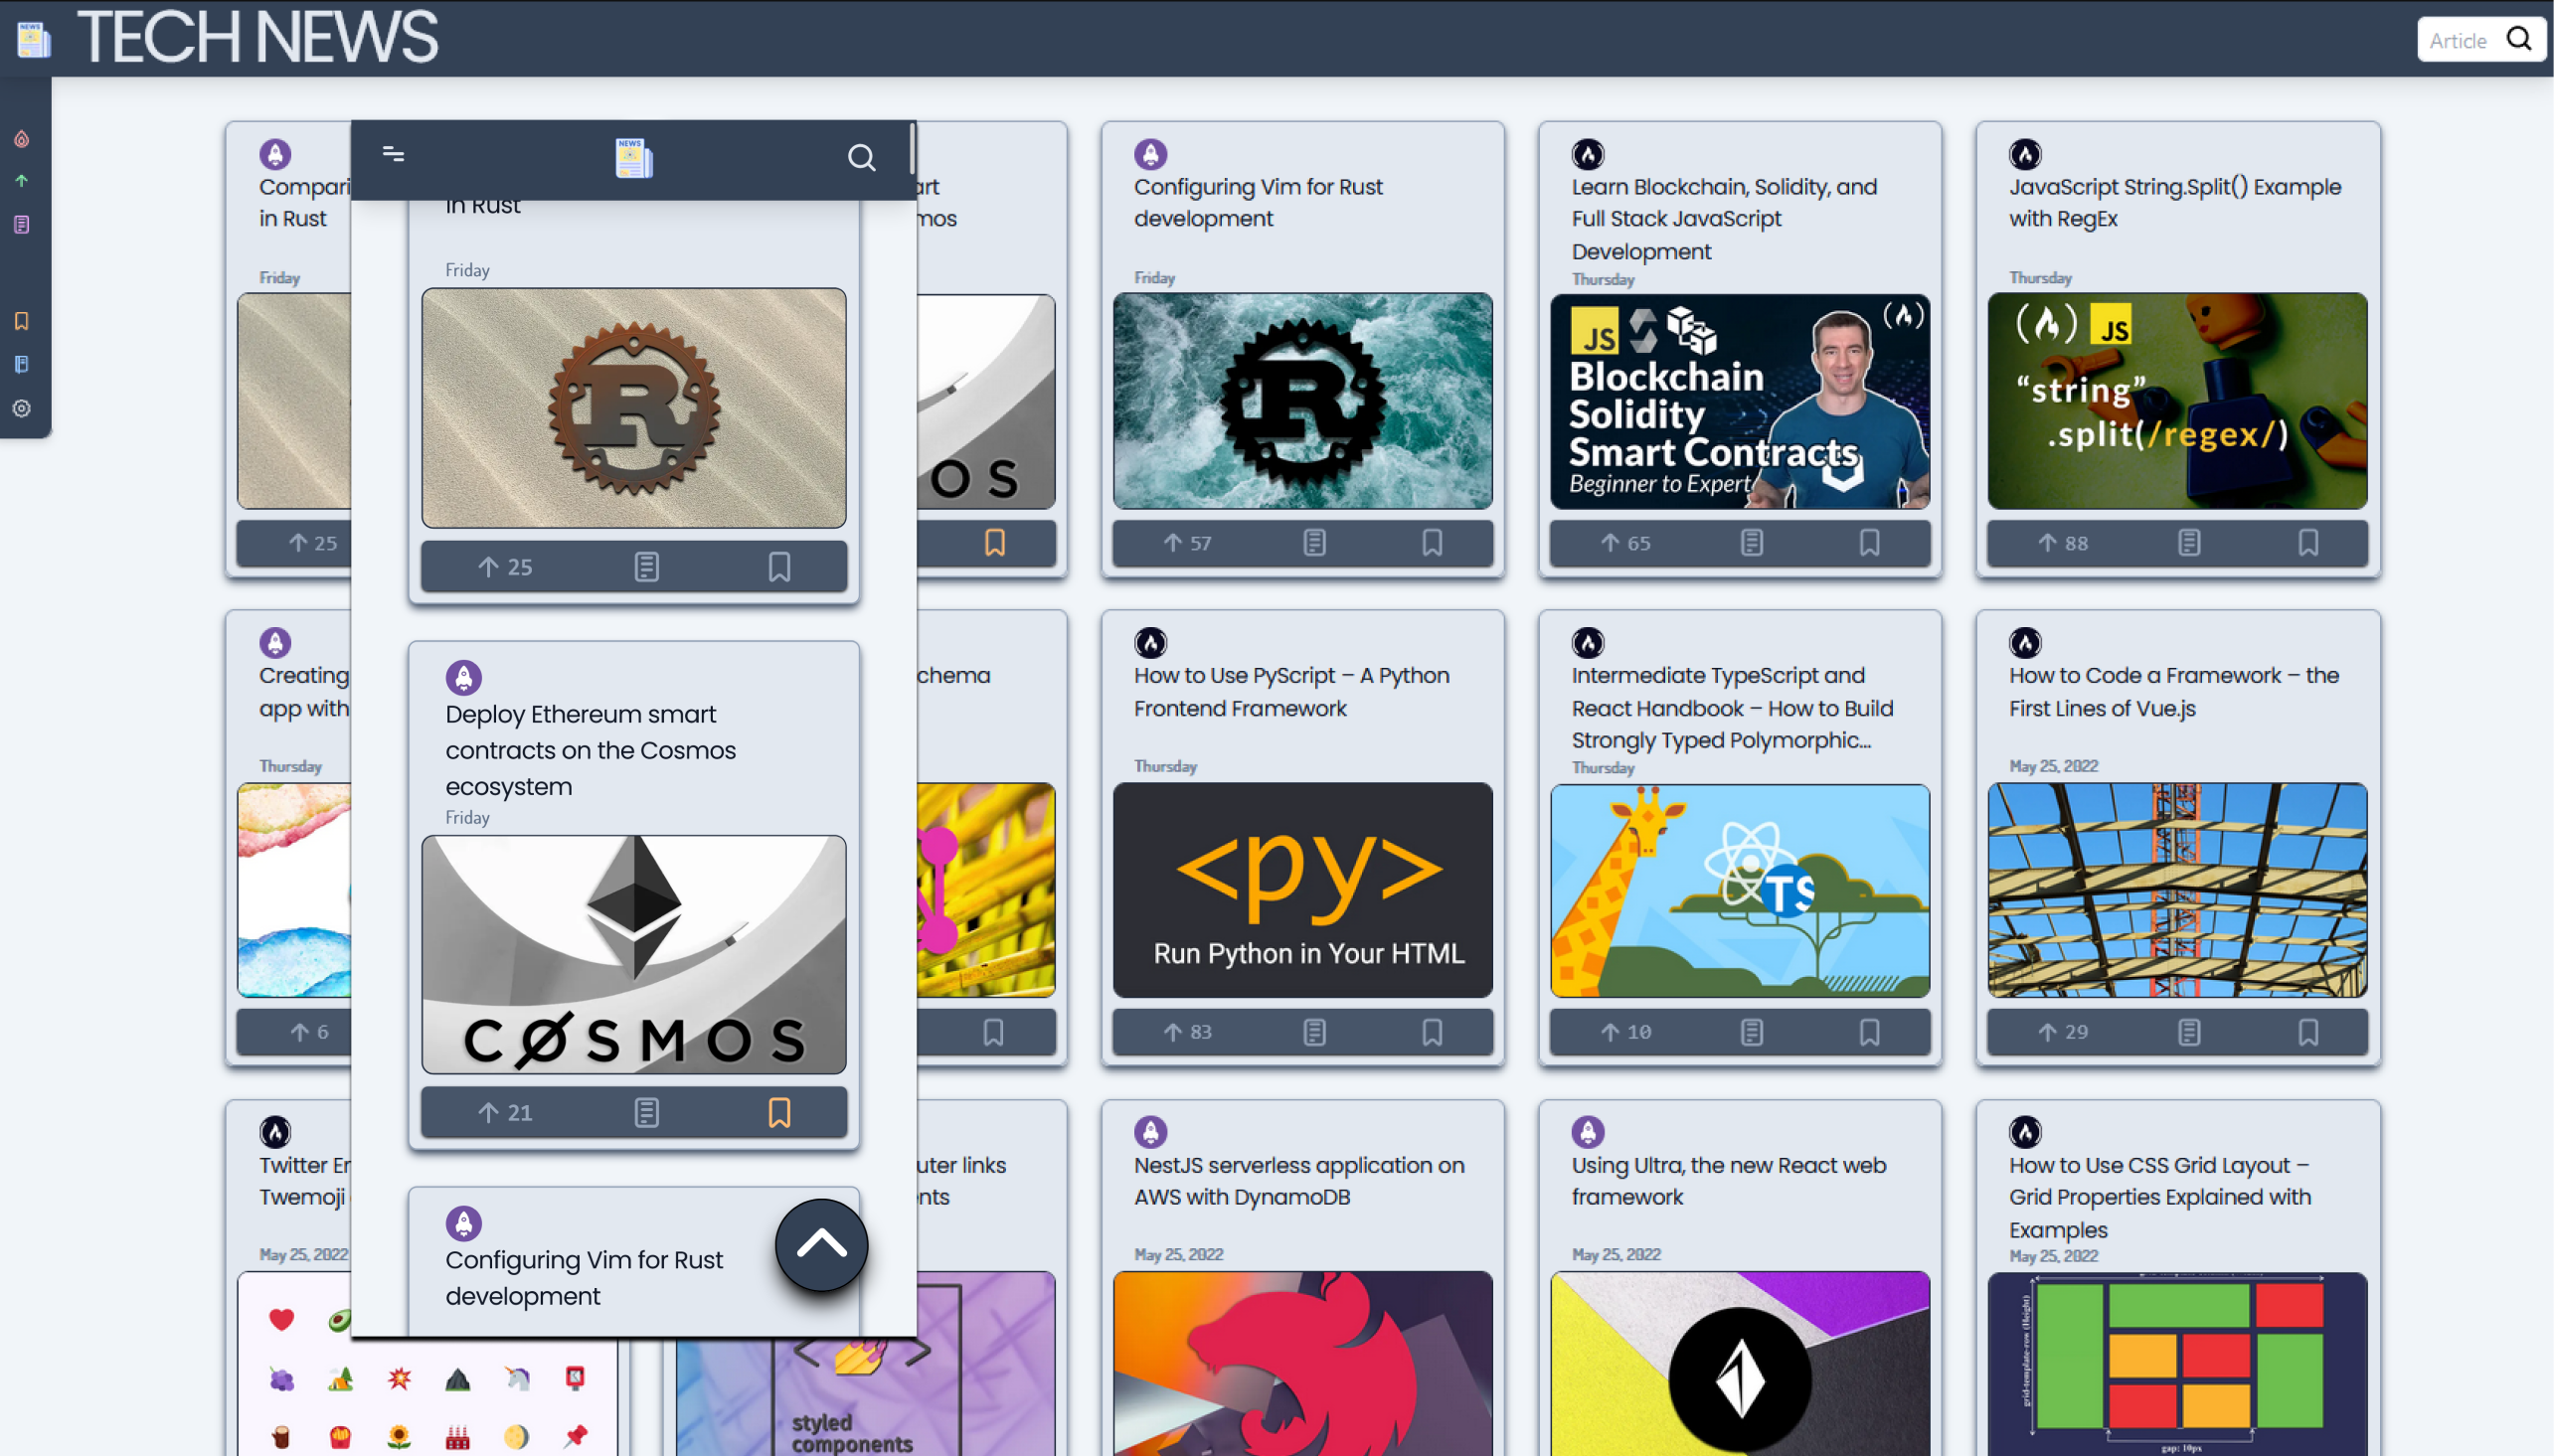 TECH NEWS
Article
Compari
in Rust
Friday
25
NEWS
in Rust
Friday
R
25
Deploy Ethereum smart
contracts on the Cosmos
ecosystem
Friday
CØSMOS
21
Configuring Vim for Rust
development
art
mos
OS
Configuring Vim for Rust
development
Friday
R
57
Learn Blockchain, Solidity, and
Full Stack JavaScript
Development
Thursday
JS
Blockchain
Solidity
Smart Contracts
Beginner to Expert
65
JavaScript String.Split() Example
with RegEx
Thursday
JS
“string”
.split(/regex/)
88
Creating
app with
Thursday
6
chema
How to Use PyScript – A Python
Frontend Framework
Thursday
<py>
Run Python in Your HTML
83
Intermediate TypeScript and
React Handbook – How to Build
Strongly Typed Polymorphic...
Thursday
TS
10
How to Code a Framework – the
First Lines of Vue.js
May 25, 2022
29
Twitter Er
Twemoji
May 25, 2022
uter links
nts
styled
components
NestJS serverless application on
AWS with DynamoDB
May 25, 2022
Using Ultra, the new React web
framework
May 25, 2022
How to Use CSS Grid Layout –
Grid Properties Explained with
Examples
May 25, 2022
grid-template-row (Height)
gap: 10px